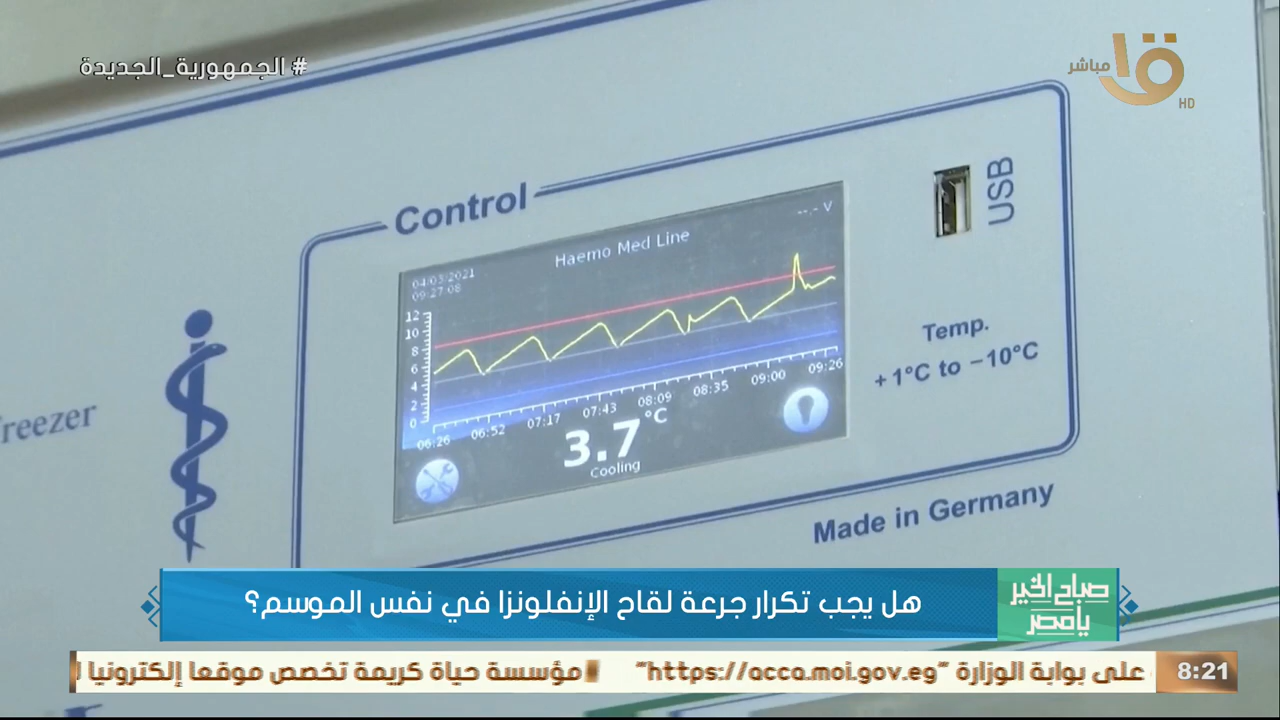 #الجمهورية_الجديدة
مباشر
HD
Control
USB
Haemo Med Line
--.- V
04/03/2021
09:27:08
12
10
8
6
4
2
0
06:26 06:52 07:17 07:43 08:09 08:35 09:00 09:26
3.7 °C
Cooling
Temp.
+1°C to −10°C
Made in Germany
freezer
صباح الخير
يا مصر
هل يجب تكرار جرعة لقاح الإنفلونزا في نفس الموسم؟
8:21
على بوابة الوزارة "https://acca.moi.gov.eg" مؤسسة حياة كريمة تخصص موقعا إلكترونيا